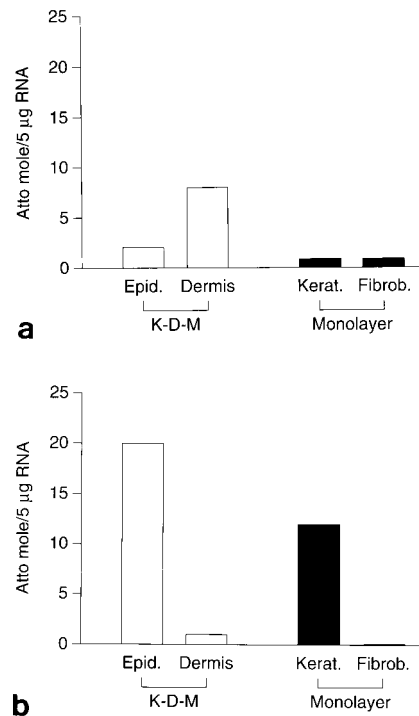 25
20
15
10
5
0
Atto mole/5 µg RNA
Epid. Dermis Kerat. Fibrob.
K-D-M Monolayer
a
25
20
15
10
5
0
Atto mole/5 µg RNA
Epid. Dermis Kerat. Fibrob.
K-D-M Monolayer
b